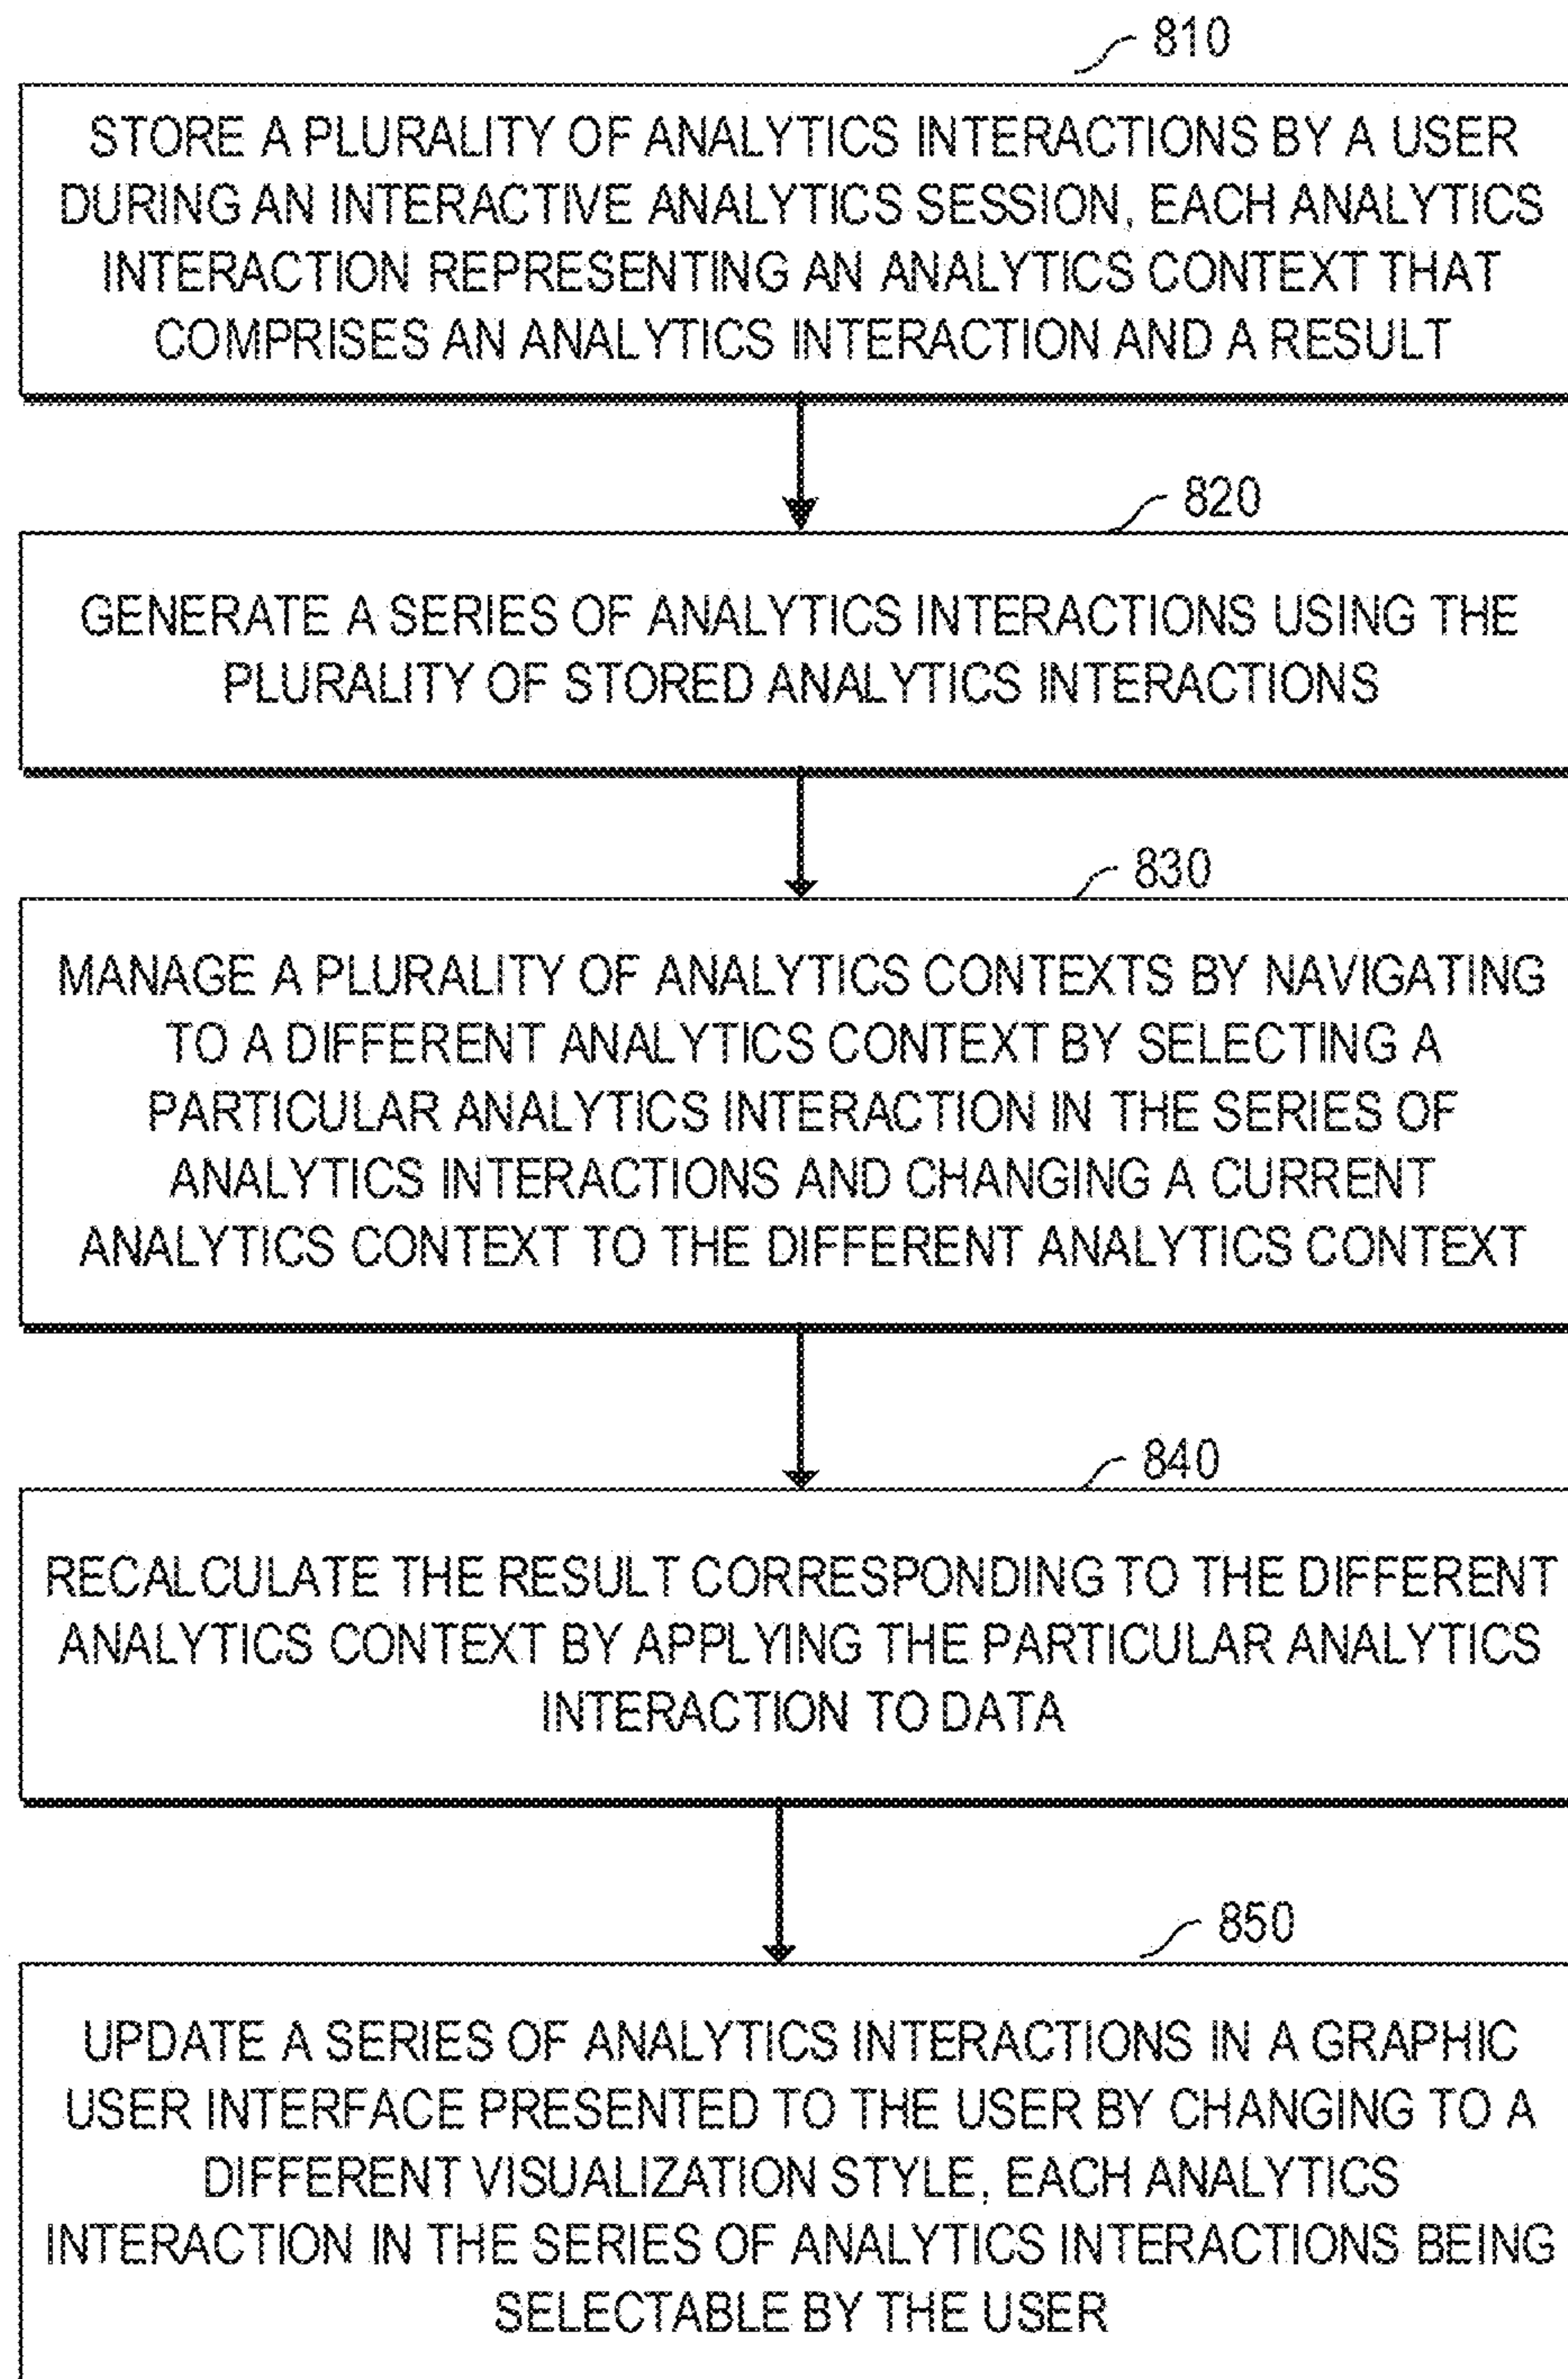 810
STORE A PLURALITY OF ANALYTICS INTERACTIONS BY A USER
DURING AN INTERACTIVE ANALYTICS SESSION, EACH ANALYTICS
INTERACTION REPRESENTING AN ANALYTICS CONTEXT THAT
COMPRISES AN ANALYTICS INTERACTION AND A RESULT
820
GENERATE A SERIES OF ANALYTICS INTERACTIONS USING THE
PLURALITY OF STORED ANALYTICS INTERACTIONS
830
MANAGE A PLURALITY OF ANALYTICS CONTEXTS BY NAVIGATING
TO A DIFFERENT ANALYTICS CONTEXT BY SELECTING A
PARTICULAR ANALYTICS INTERACTION IN THE SERIES OF
ANALYTICS INTERACTIONS AND CHANGING A CURRENT
ANALYTICS CONTEXT TO THE DIFFERENT ANALYTICS CONTEXT
840
RECALCULATE THE RESULT CORRESPONDING TO THE DIFFERENT
ANALYTICS CONTEXT BY APPLYING THE PARTICULAR ANALYTICS
INTERACTION TO DATA
850
UPDATE A SERIES OF ANALYTICS INTERACTIONS IN A GRAPHIC
USER INTERFACE PRESENTED TO THE USER BY CHANGING TO A
DIFFERENT VISUALIZATION STYLE, EACH ANALYTICS
INTERACTION IN THE SERIES OF ANALYTICS INTERACTIONS BEING
SELECTABLE BY THE USER